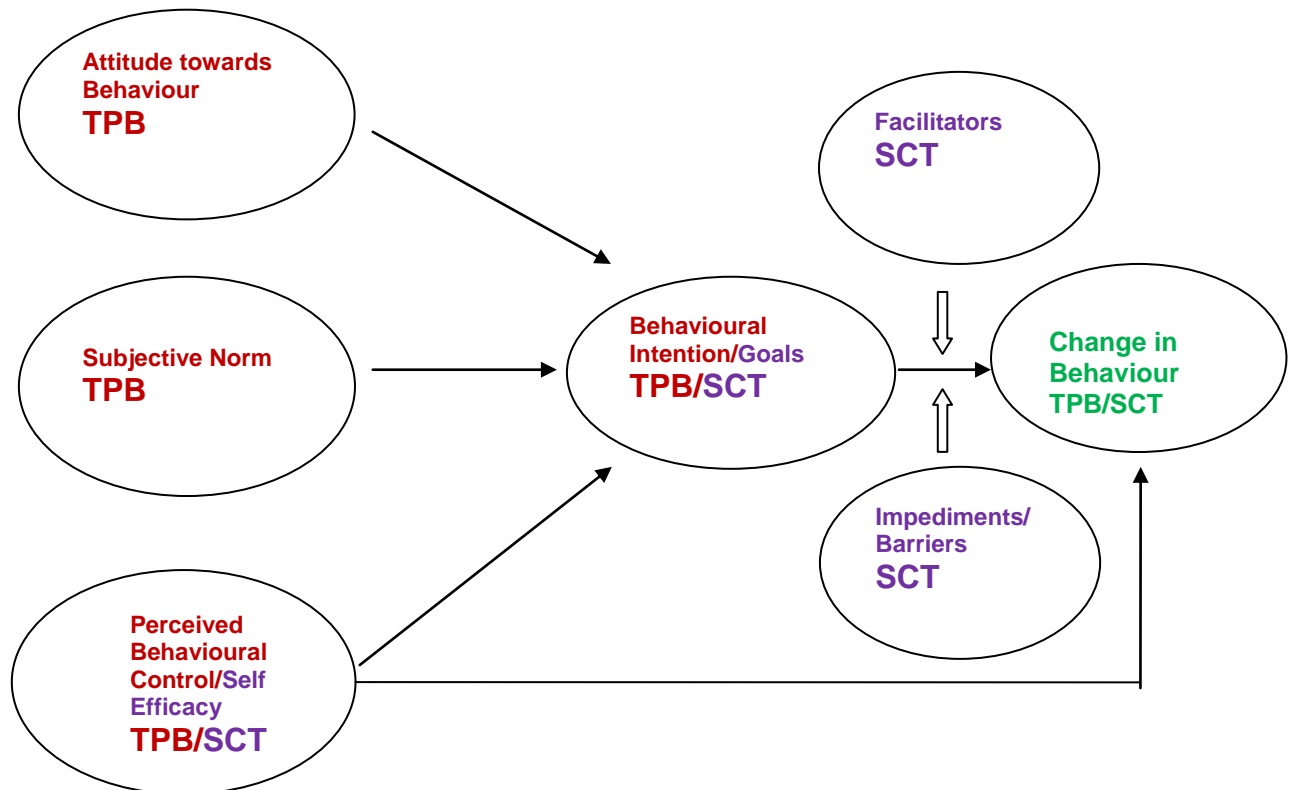 Attitude towards
Behaviour
TPB
Facilitators
SCT
Subjective Norm
TPB
Behavioural
Intention/Goals
TPB/SCT
Change in
Behaviour
TPB/SCT
Impediments/
Barriers
SCT
Perceived
Behavioural
Control/Self
Efficacy
TPB/SCT